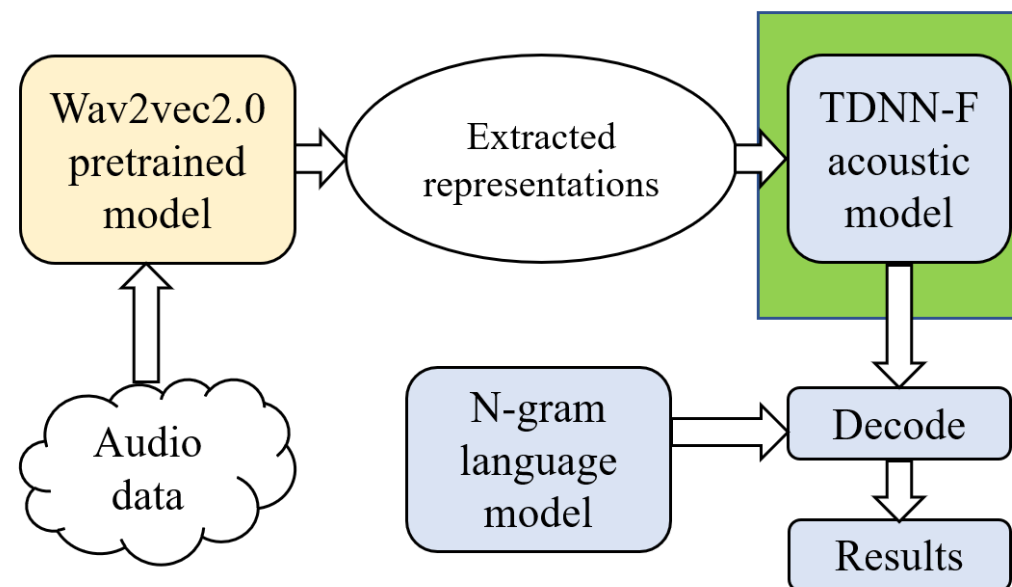 Wav2vec2.0
pretrained
model
Extracted
representations
TDNN-F
acoustic
model
Audio
data
N-gram
language
model
Decode
Results